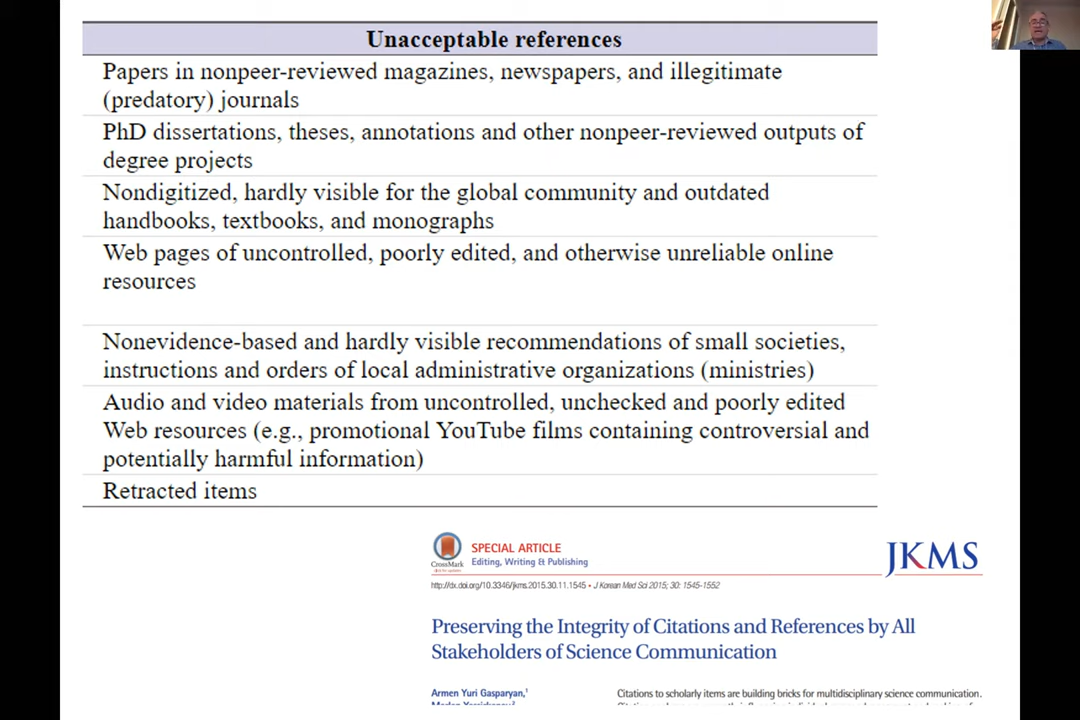 Unacceptable references
Papers in nonpeer-reviewed magazines, newspapers, and illegitimate
(predatory) journals
PhD dissertations, theses, annotations and other nonpeer-reviewed outputs of
degree projects
Nondigitized, hardly visible for the global community and outdated
handbooks, textbooks, and monographs
Web pages of uncontrolled, poorly edited, and otherwise unreliable online
resources
Nonevidence-based and hardly visible recommendations of small societies,
instructions and orders of local administrative organizations (ministries)
Audio and video materials from uncontrolled, unchecked and poorly edited
Web resources (e.g., promotional YouTube films containing controversial and
potentially harmful information)
Retracted items
CrossMark
SPECIAL ARTICLE
Editing, Writing & Publishing
JKMS
http://dx.doi.org/10.3346/jkms.2015.30.11.1545 • J Korean Med Sci 2015; 30: 1545-1552
Preserving the Integrity of Citations and References by All
Stakeholders of Science Communication
Armen Yuri Gasparyan,1
Citations to scholarly items are building bricks for multidisciplinary science communication.